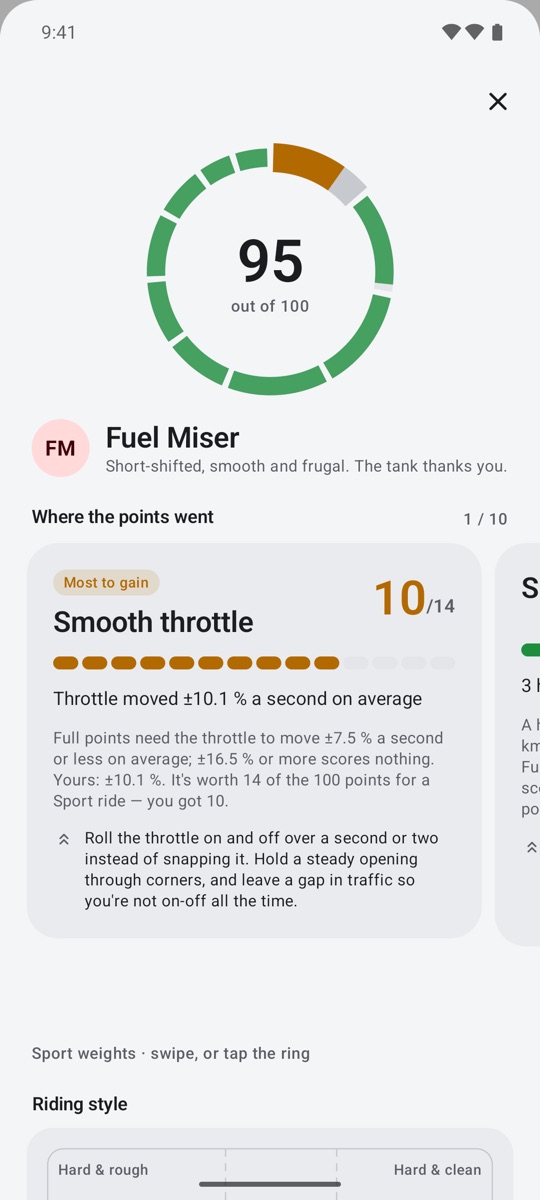 9:41
95
out of 100
FM
Fuel Miser
Short-shifted, smooth and frugal. The tank thanks you.
Where the points went
1 / 10
Most to gain
Smooth throttle
10/14
Throttle moved ±10.1 % a second on average
Full points need the throttle to move ±7.5 % a second
or less on average; ±16.5 % or more scores nothing.
Yours: ±10.1 %. It's worth 14 of the 100 points for a
Sport ride — you got 10.
Roll the throttle on and off over a second or two
instead of snapping it. Hold a steady opening
through corners, and leave a gap in traffic so
you're not on-off all the time.
Sport weights · swipe, or tap the ring
Riding style
Hard & rough
Hard & clean